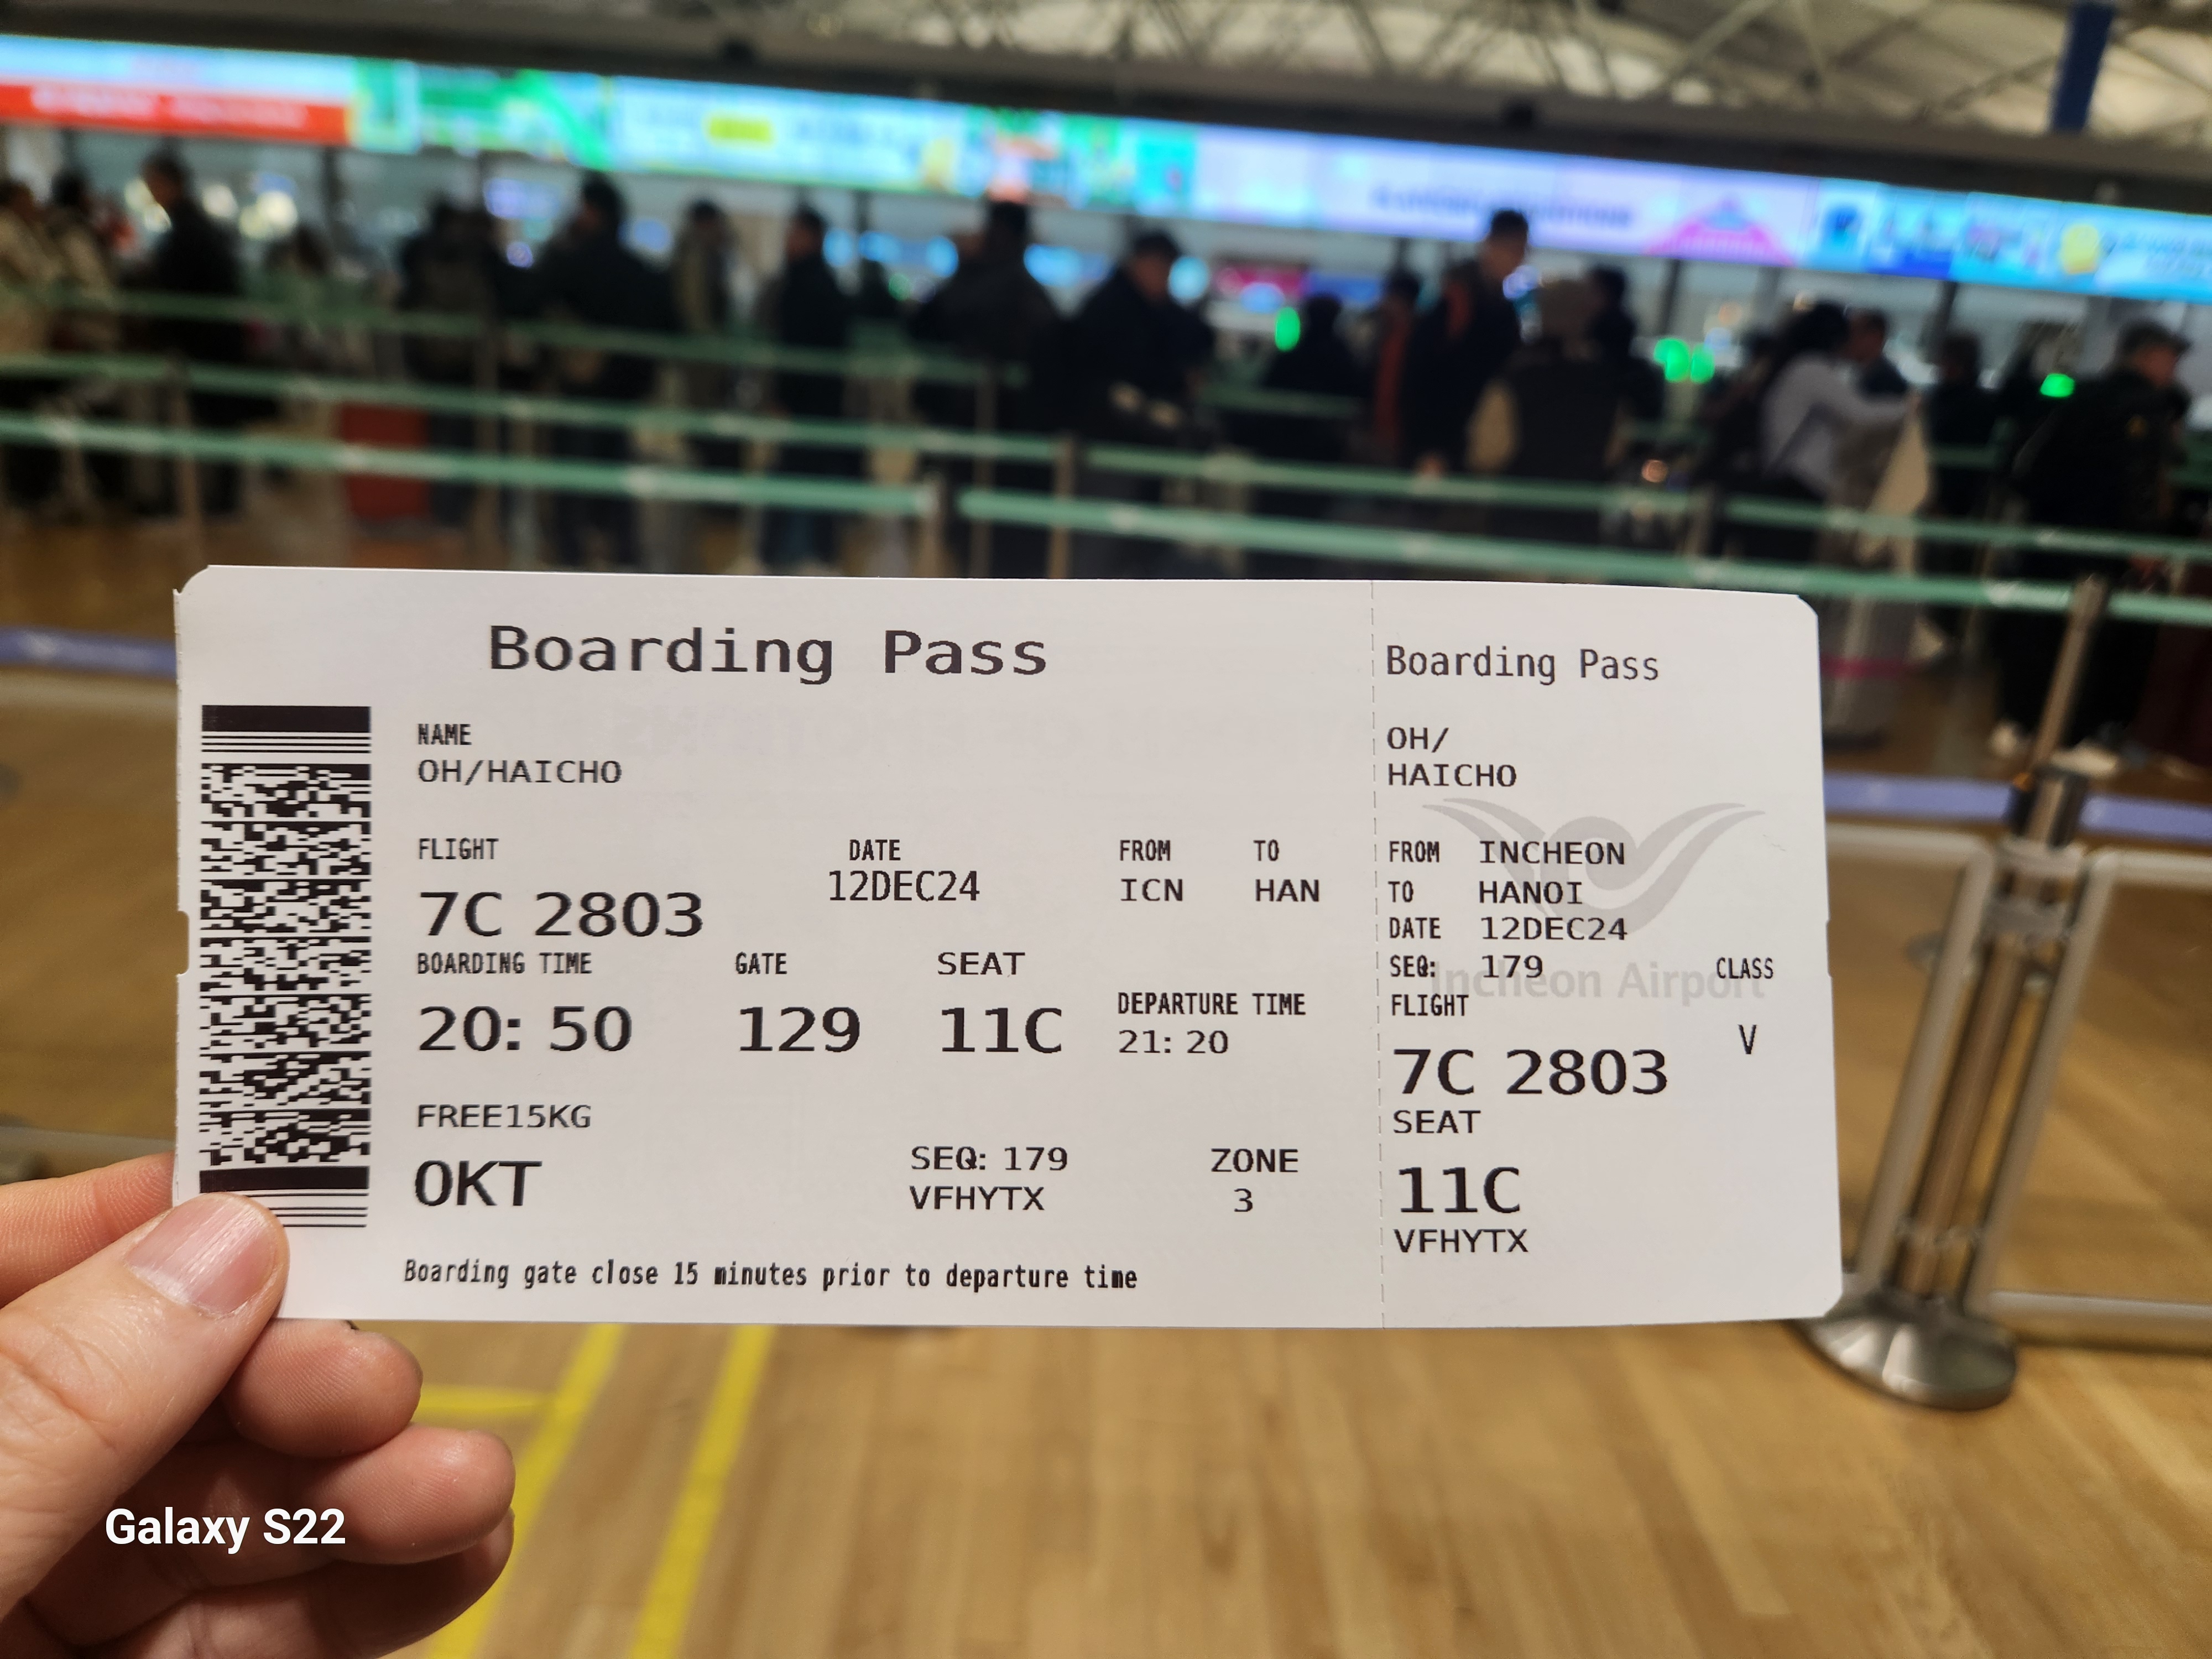 Boarding Pass
NAME
OH/HAICHO
FLIGHT DATE FROM TO
7C 2803 12DEC24 ICN HAN
BOARDING TIME GATE SEAT DEPARTURE TIME
20: 50 129 11C 21: 20
FREE15KG
0KT
SEQ: 179 ZONE
VFHYTX 3
Boarding gate close 15 minutes prior to departure time
Boarding Pass
OH/
HAICHO
FROM INCHEON
TO HANOI
DATE 12DEC24
SEQ: 179 CLASS
Incheon Airport
FLIGHT V
7C 2803
SEAT
11C
VFHYTX
Galaxy S22